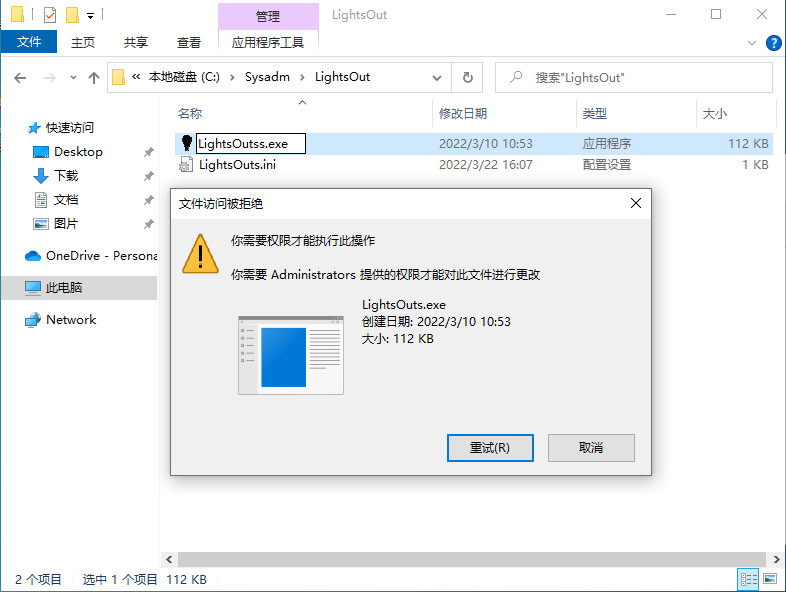 管理
LightsOut
文件
主页
共享
查看
应用程序工具
« 本地磁盘 (C:) › Sysadm › LightsOut
搜索"LightsOut"
名称
修改日期
类型
大小
快速访问
Desktop
下载
文档
图片
OneDrive - Persona
此电脑
Network
LightsOutss.exe
2022/3/10 10:53
应用程序
112 KB
LightsOuts.ini
2022/3/22 16:07
配置设置
1 KB
文件访问被拒绝
你需要权限才能执行此操作
你需要 Administrators 提供的权限才能对此文件进行更改
LightsOuts.exe
创建日期: 2022/3/10 10:53
大小: 112 KB
重试(R)
取消
2 个项目
选中 1 个项目 112 KB